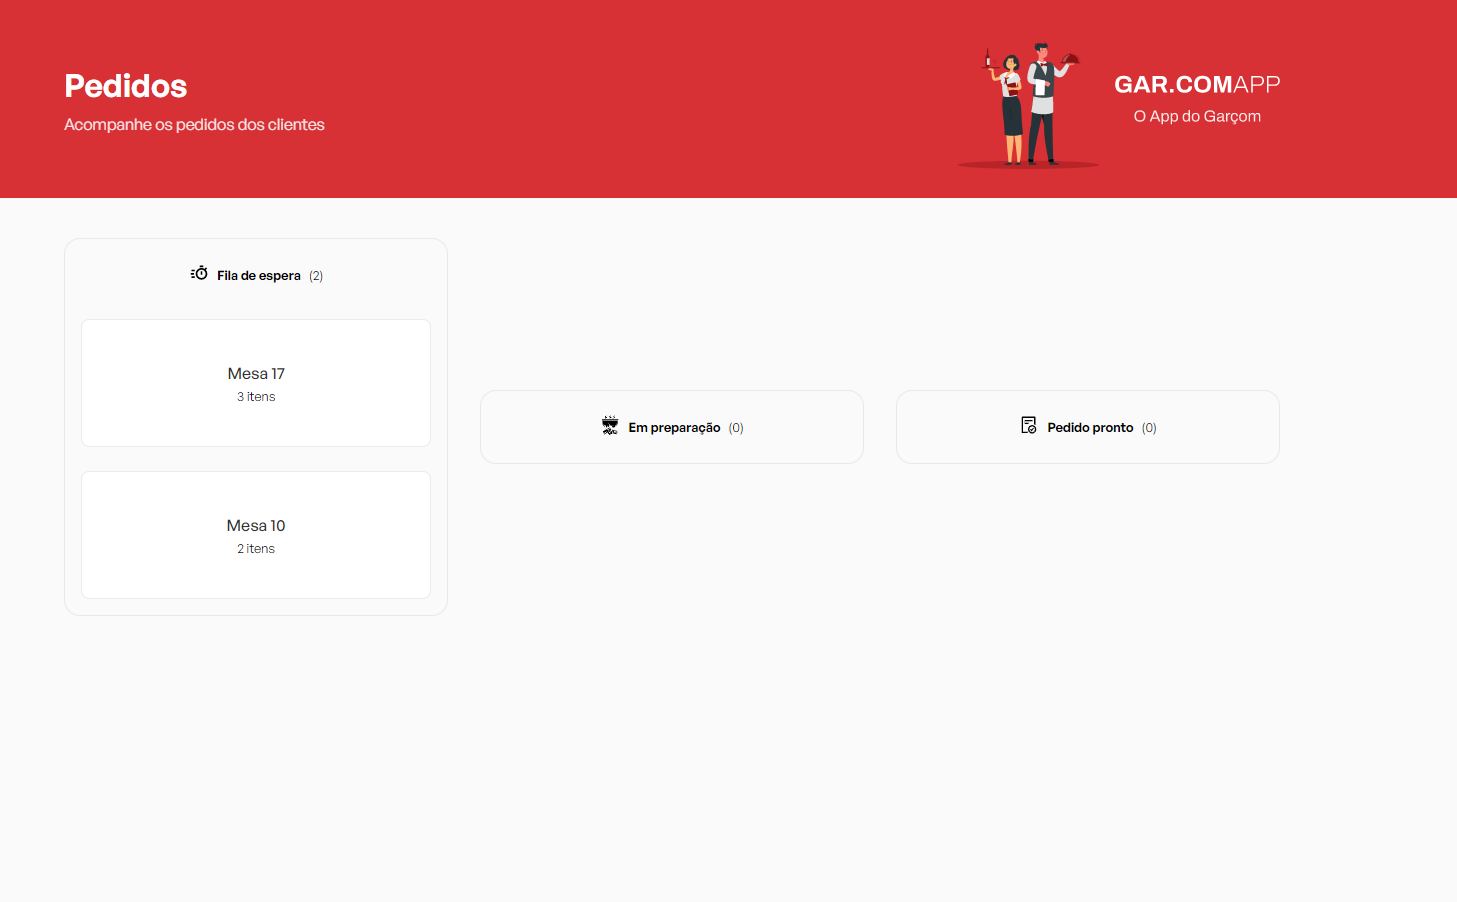 Pedidos
Acompanhe os pedidos dos clientes
GAR.COMAPP
O App do Garçom
Fila de espera (2)
Mesa 17
3 itens
Mesa 10
2 itens
Em preparação (0)
Pedido pronto (0)